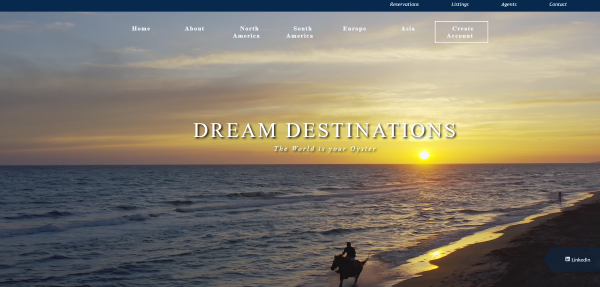 Reservations Listings Agents Contact
Home About North America South America Europe Asia Create Account
DREAM DESTINATIONS
The World is your Oyster
LinkedIn